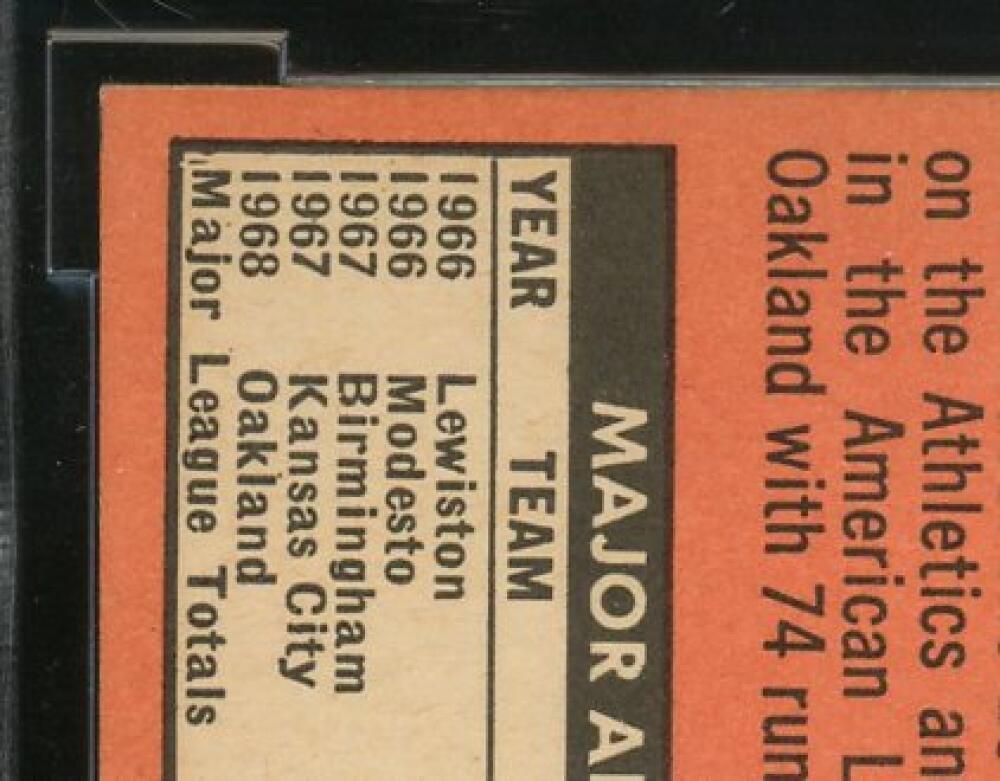 on the Athletics an
in the American L
Oakland with 74 run
MAJOR A
YEAR TEAM
1966 Lewiston
1966 Modesto
1967 Birmingham
1967 Kansas City
1968 Oakland
Major League Totals